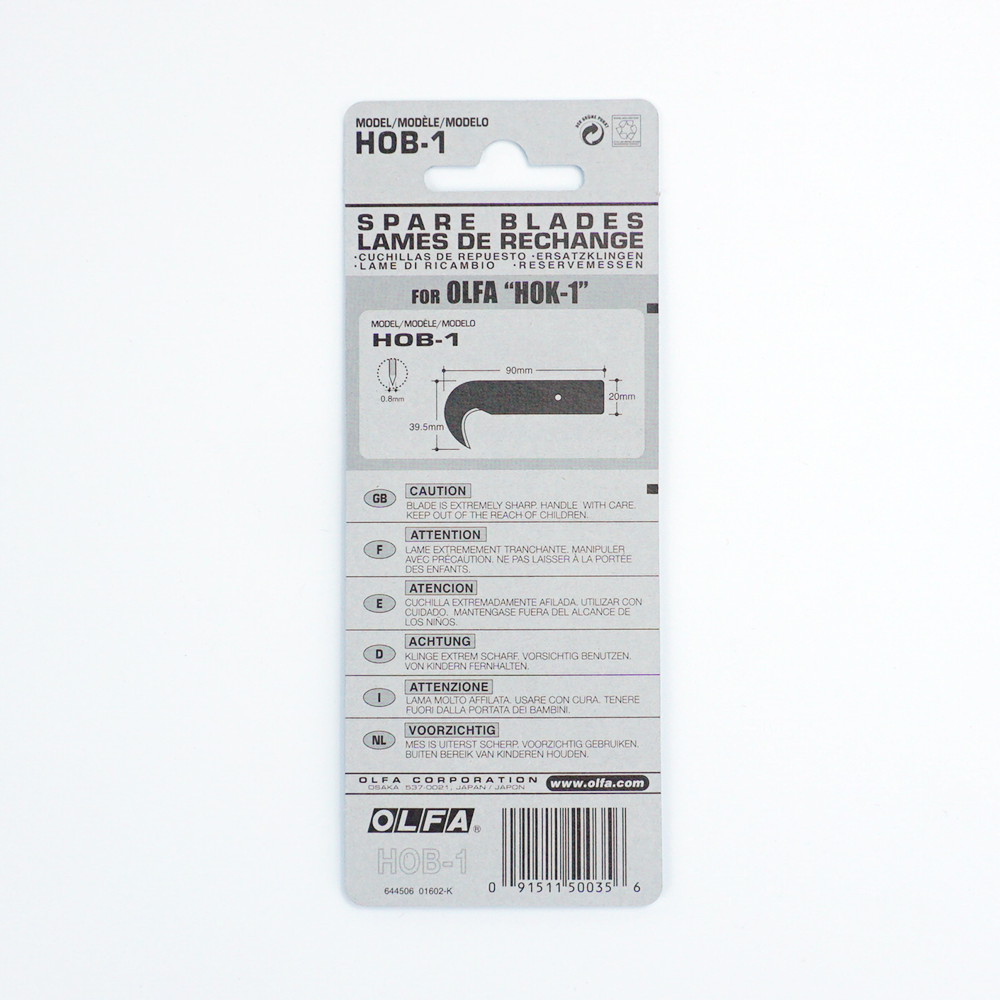 MODEL/MODÈLE/MODELO
HOB-1
DER GRÜNE PUNKT
SPARE BLADES
LAMES DE RECHANGE
·CUCHILLAS DE REPUESTO ·ERSATZKLINGEN
·LAME DI RICAMBIO ·RESERVEMESSEN
FOR OLFA "HOK-1"
MODEL/MODÈLE/MODELO
HOB-1
90mm
0.8mm
20mm
39.5mm
GB CAUTION
BLADE IS EXTREMELY SHARP. HANDLE WITH CARE.
KEEP OUT OF THE REACH OF CHILDREN.
F ATTENTION
LAME EXTREMEMENT TRANCHANTE. MANIPULER
AVEC PRÉCAUTION. NE PAS LAISSER À LA PORTÉE
DES ENFANTS.
E ATENCION
CUCHILLA EXTREMADAMENTE AFILADA. UTILIZAR CON
CUIDADO. MANTENGASE FUERA DEL ALCANCE DE
LOS NIÑOS.
D ACHTUNG
KLINGE EXTREM SCHARF. VORSICHTIG BENUTZEN.
VON KINDERN FERNHALTEN.
I ATTENZIONE
LAMA MOLTO AFFILATA. USARE CON CURA. TENERE
FUORI DALLA PORTATA DEI BAMBINI.
NL VOORZICHTIG
MES IS UITERST SCHERP. VOORZICHTIG GEBRUIKEN.
BUITEN BEREIK VAN KINDEREN HOUDEN.
OLFA CORPORATION
OSAKA 537-0021, JAPAN / JAPON
www.olfa.com
OLFA®
HOB-1
644506 01602-K
0 91511 50035 6